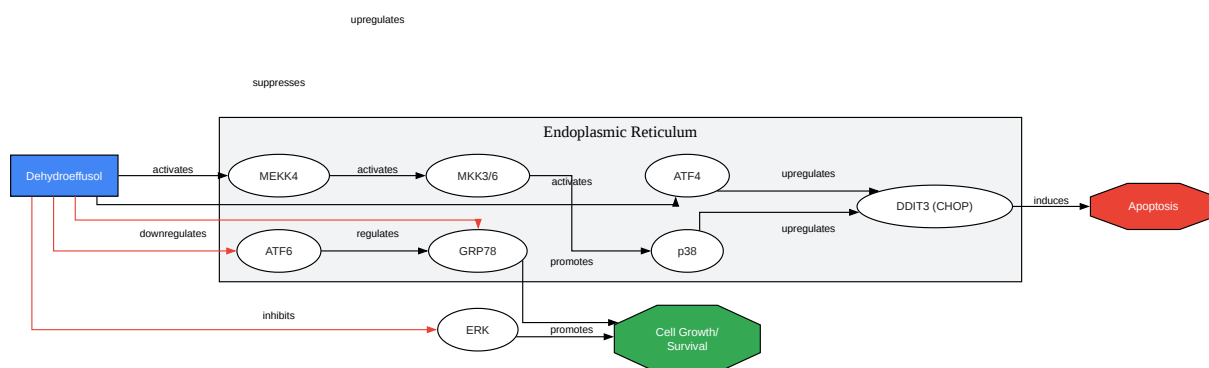 upregulates
suppresses
Endoplasmic Reticulum
Dehydroeffusol
activates
MEKK4
activates
MKK3/6
activates
ATF4
upregulates
DDIT3 (CHOP)
induces
Apoptosis
downregulates
ATF6
regulates
GRP78
promotes
p38
upregulates
inhibits
ERK
promotes
Cell Growth/
Survival